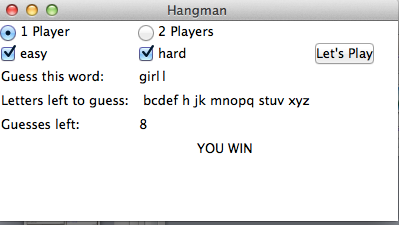 Hangman
1 Player 2 Players
easy hard Let's Play
Guess this word: girl l
Letters left to guess: bcdef h jk mnopq stuv xyz
Guesses left: 8
YOU WIN